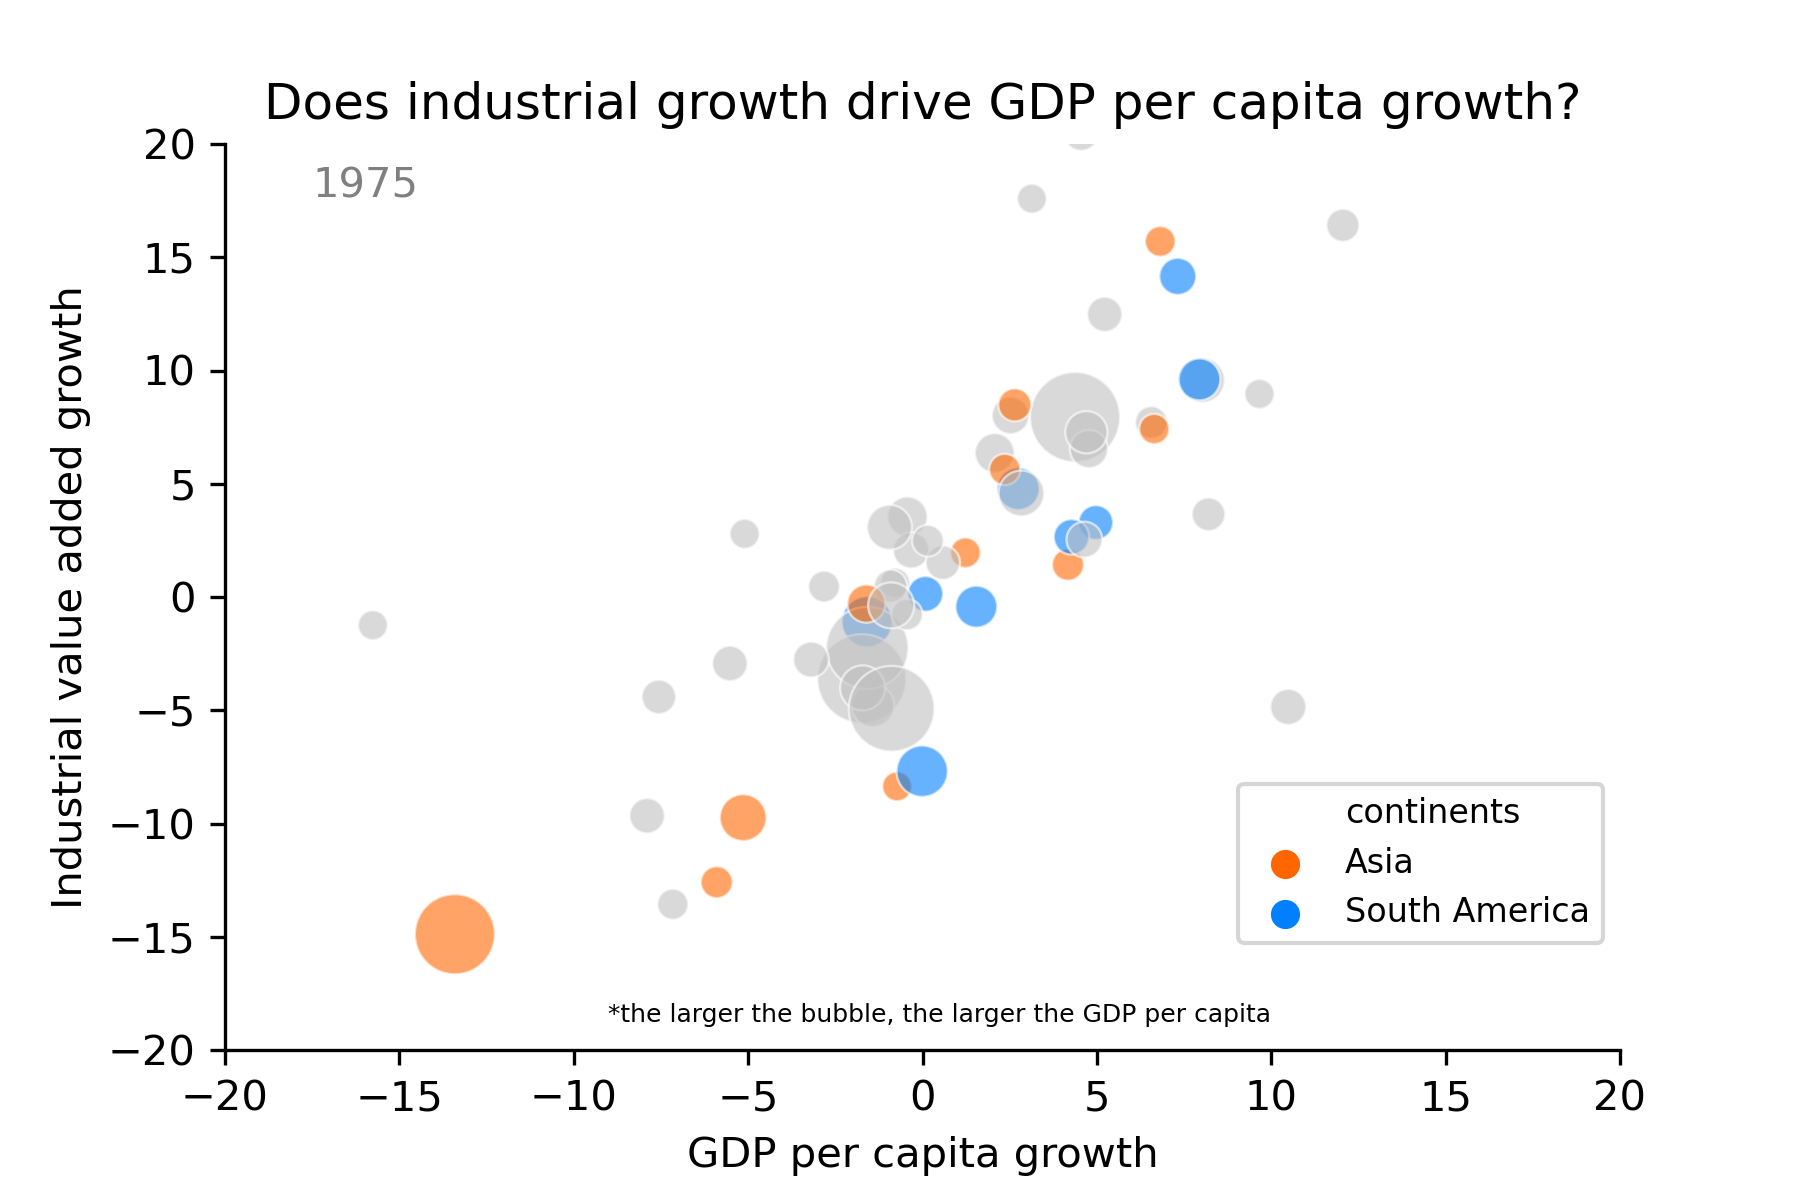 Does industrial growth drive GDP per capita growth?
1975
20
15
10
5
0
−5
−10
−15
−20
Industrial value added growth
continents
Asia
South America
*the larger the bubble, the larger the GDP per capita
−20 −15 −10 −5 0 5 10 15 20
GDP per capita growth